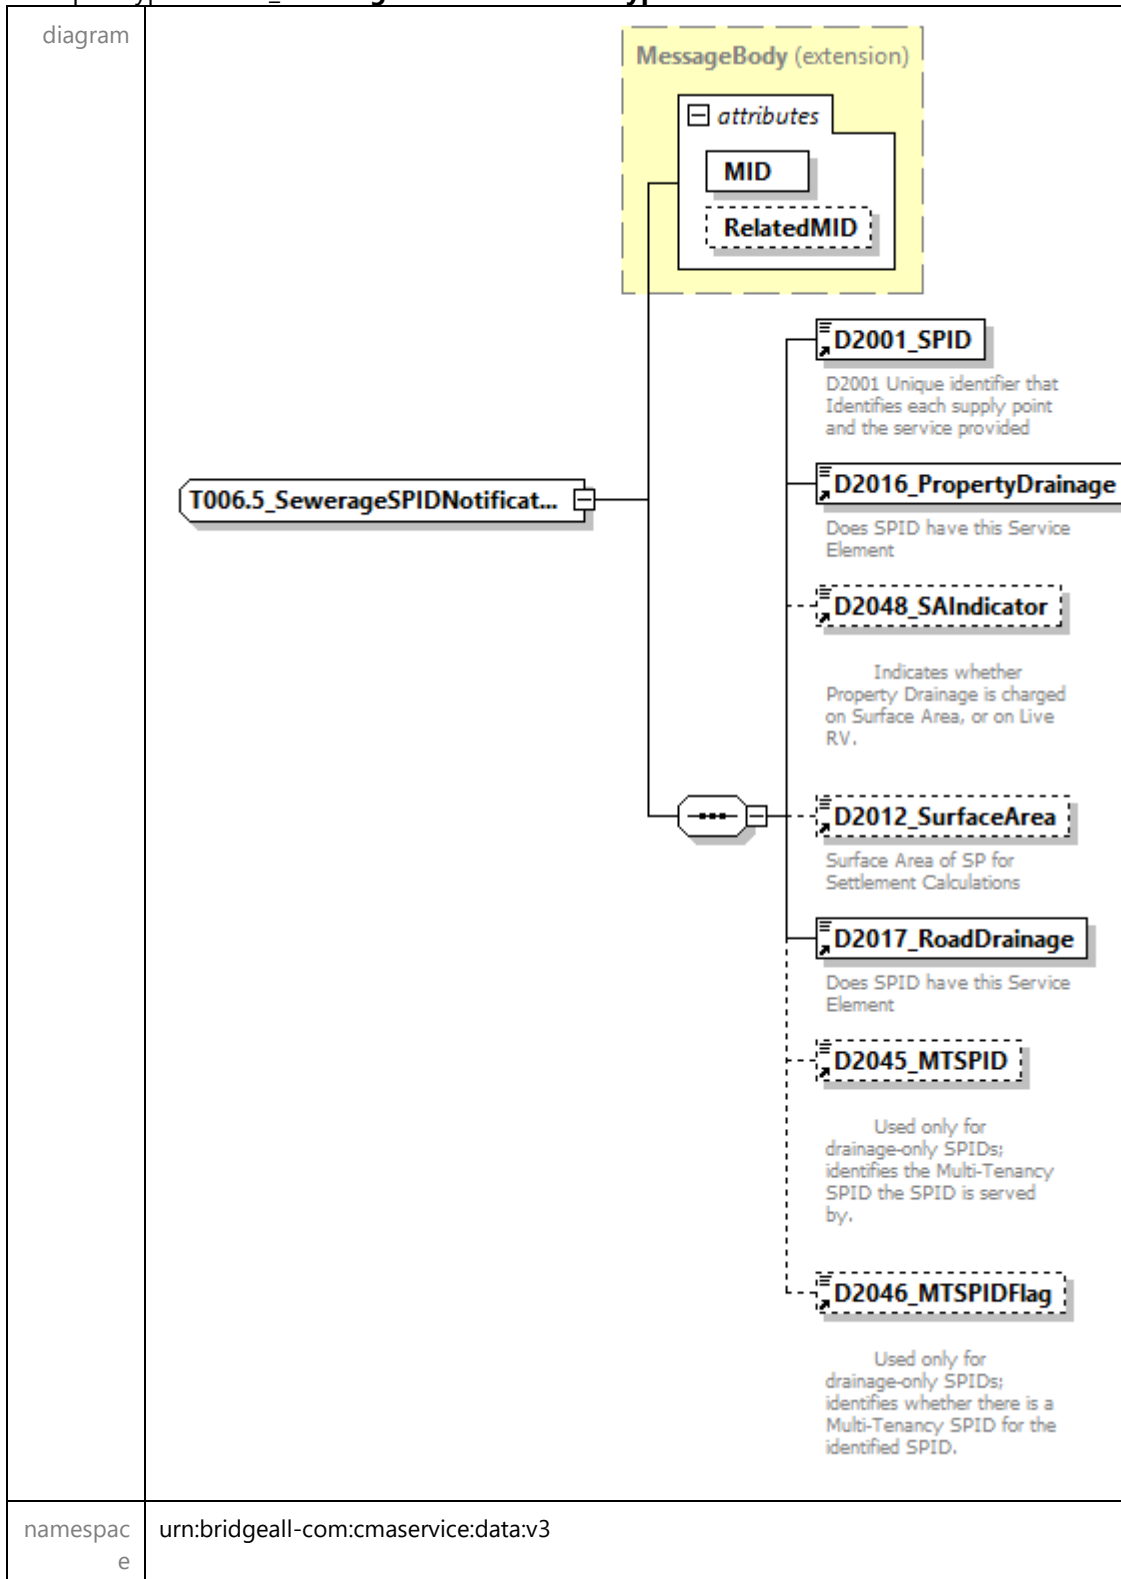 diagram
MessageBody (extension)
attributes
MID
RelatedMID
D2001_SPID
D2001 Unique identifier that
Identifies each supply point
and the service provided
T006.5_SewerageSPIDNotificat...
D2016_PropertyDrainage
Does SPID have this Service
Element
D2048_SAIndicator
Indicates whether
Property Drainage is charged
on Surface Area, or on Live
RV.
D2012_SurfaceArea
Surface Area of SP for
Settlement Calculations
D2017_RoadDrainage
Does SPID have this Service
Element
D2045_MTSPID
Used only for
drainage-only SPIDs;
identifies the Multi-Tenancy
SPID the SPID is served
by.
D2046_MTSPIDFlag
Used only for
drainage-only SPIDs;
identifies whether there is a
Multi-Tenancy SPID for the
identified SPID.
namespac
e
urn:bridgeall-com:cmaservice:data:v3